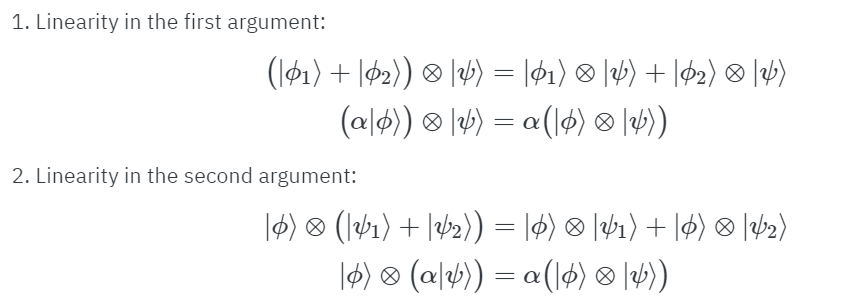 1. Linearity in the first argument:
(|ϕ₁⟩ + |ϕ₂⟩) ⊗ |ψ⟩ = |ϕ₁⟩ ⊗ |ψ⟩ + |ϕ₂⟩ ⊗ |ψ⟩
(α|ϕ⟩) ⊗ |ψ⟩ = α(|ϕ⟩ ⊗ |ψ⟩)
2. Linearity in the second argument:
|ϕ⟩ ⊗ (|ψ₁⟩ + |ψ₂⟩) = |ϕ⟩ ⊗ |ψ₁⟩ + |ϕ⟩ ⊗ |ψ₂⟩
|ϕ⟩ ⊗ (α|ψ⟩) = α(|ϕ⟩ ⊗ |ψ⟩)